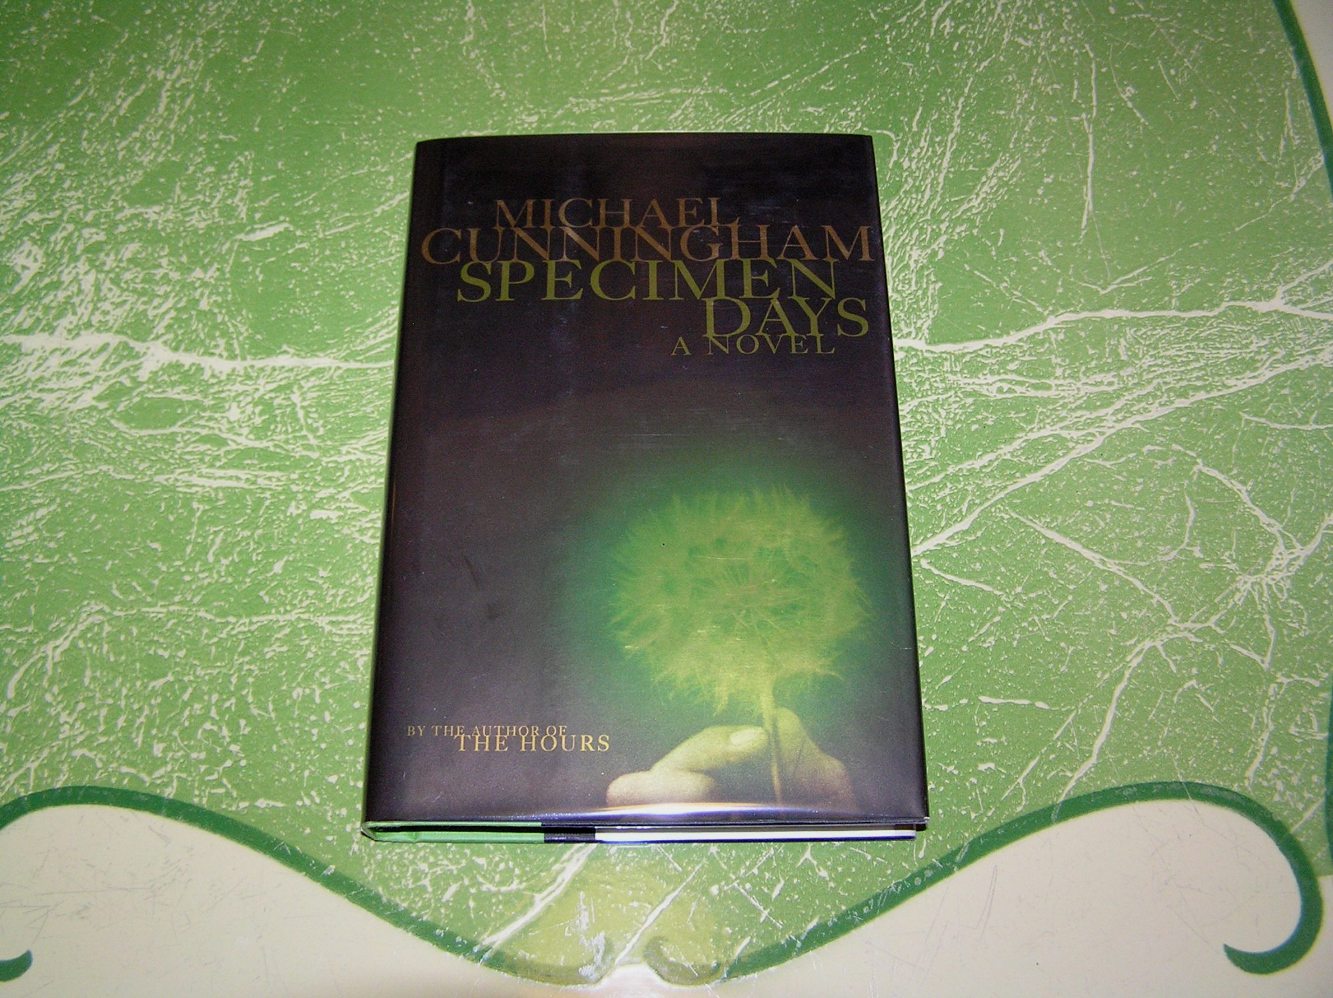 MICHAEL
CUNNINGHAM
SPECIMEN
DAYS
A NOVEL
BY THE AUTHOR OF
THE HOURS